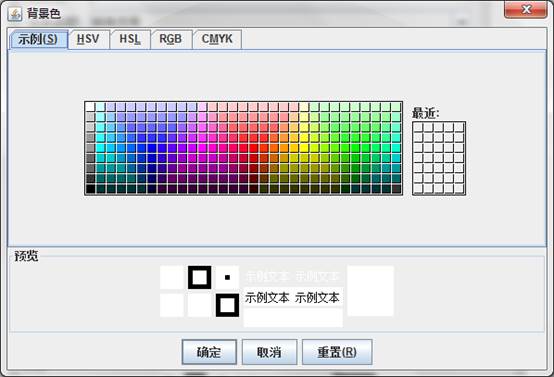 背景色
示例(S) HSV HSL RGB CMYK
最近:
预览
示例文本 示例文本
示例文本 示例文本
确定 取消 重置(R)